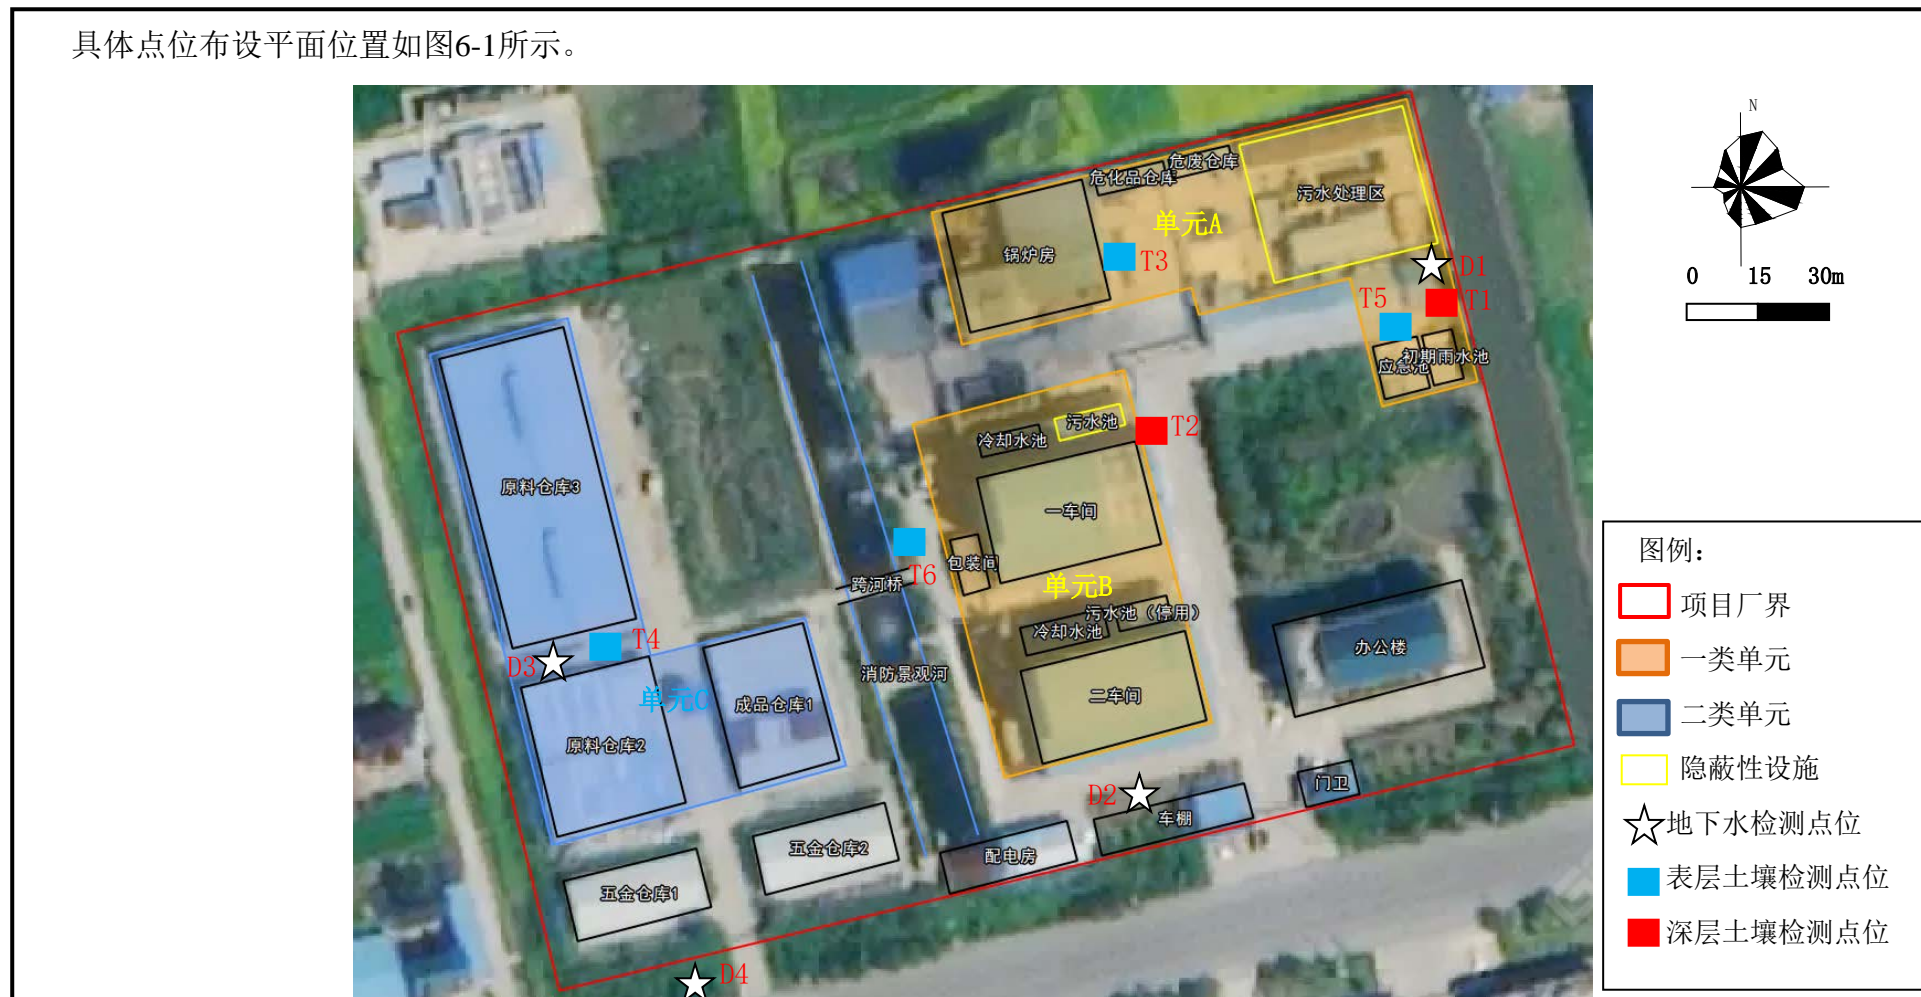 具体点位布设平面位置如图6-1所示。
N
0 15 30m
危废仓库
危化品仓库
污水处理区
单元A
锅炉房
T3
D1
T5
T1
初期雨水池
应急池
污水池
T2
冷却水池
原料仓库3
一车间
包装间
T6
跨河桥
单元B
污水池（停用）
冷却水池
T4
D3
办公楼
消防景观河
单元C
成品仓库1
二车间
原料仓库2
门卫
D2
车棚
五金仓库2
配电房
五金仓库1
D4
图例：
项目厂界
一类单元
二类单元
隐蔽性设施
地下水检测点位
表层土壤检测点位
深层土壤检测点位